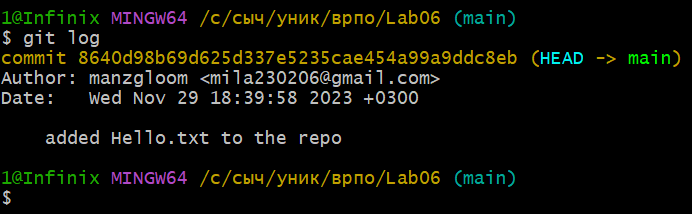 1@Infinix MINGW64 /c/сыч/уник/врпо/Lab06 (main)
$ git log
commit 8640d98b69d625d337e5235cae454a99a9ddc8eb (HEAD -> main)
Author: manzgloom <mila230206@gmail.com>
Date:   Wed Nov 29 18:39:58 2023 +0300

    added Hello.txt to the repo

1@Infinix MINGW64 /c/сыч/уник/врпо/Lab06 (main)
$